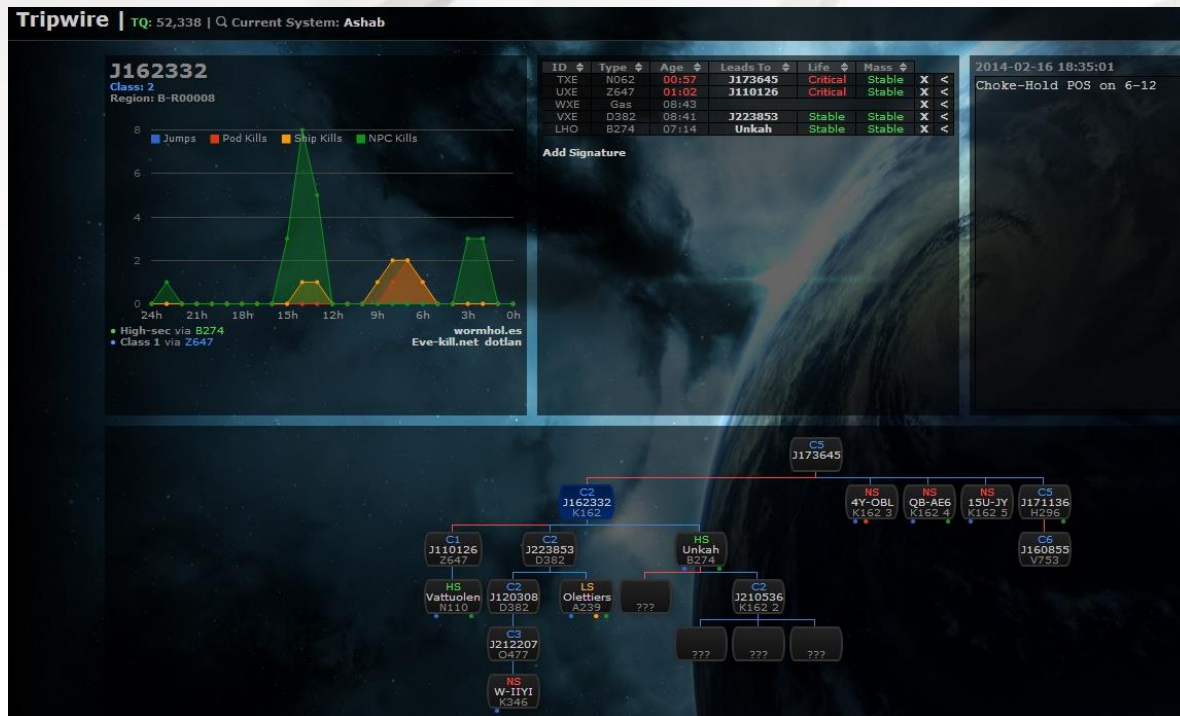 Tripwire | TQ: 52,338 | Current System: Ashab
J162332
Class: 2
Region: B-R00008
8
Jumps Pod Kills Ship Kills NPC Kills
6
4
2
0
24h 21h 18h 15h 12h 9h 6h 3h 0h
High-sec via B274 wormhol.es
Class 1 via Z647 Eve-kill.net dotlan
ID Type Age Leads To Life Mass
TXE N062 00:57 J173645 Critical Stable X <
UXE Z647 01:02 J110126 Critical Stable X <
WXE Gas 08:43 X <
VXE D382 08:41 J223853 Stable Stable X <
LHO B274 07:14 Unkah Stable Stable X <
Add Signature
2014-02-16 18:35:01
Choke-Hold POS on 6-12
C5
J173645
C2 NS NS NS C5
J162332 4Y-OBL QB-AE6 15U-JY J171136
K162 K162 3 K162 4 K162 5 H296
C1 C2 HS C6
J110126 J223853 Unkah J160855
Z647 D382 B274 V753
HS C2 LS C2
Vattuolen J120308 Olettiers J210536
N110 D382 A239 ??? K162 2
C3
J212207
O477 ??? ??? ???
NS
W-IIYI
K346